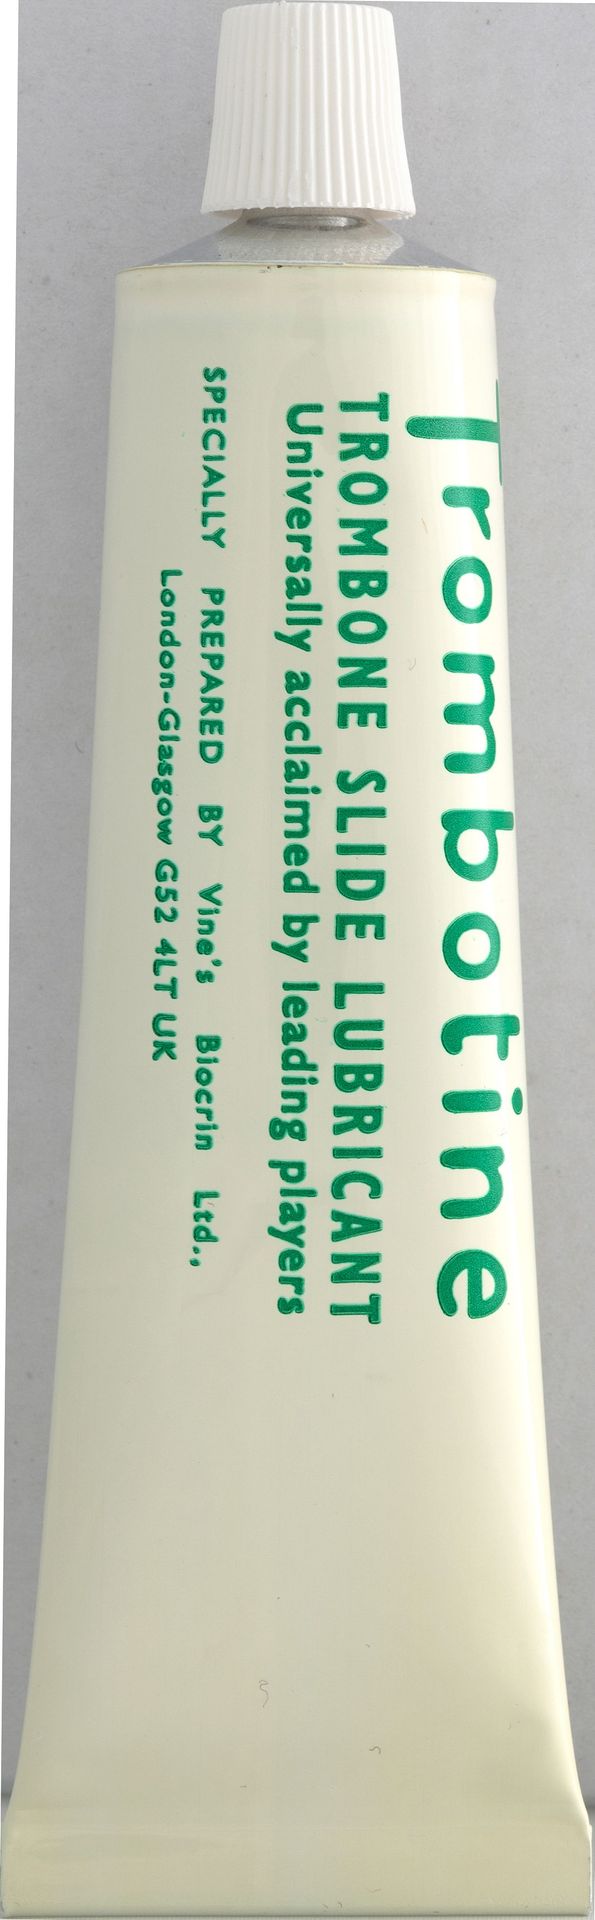 Trombotine
TROMBONE SLIDE LUBRICANT
Universally acclaimed by leading players
SPECIALLY PREPARED BY Vine's Biocrin Ltd.,
London-Glasgow G52 4LT UK